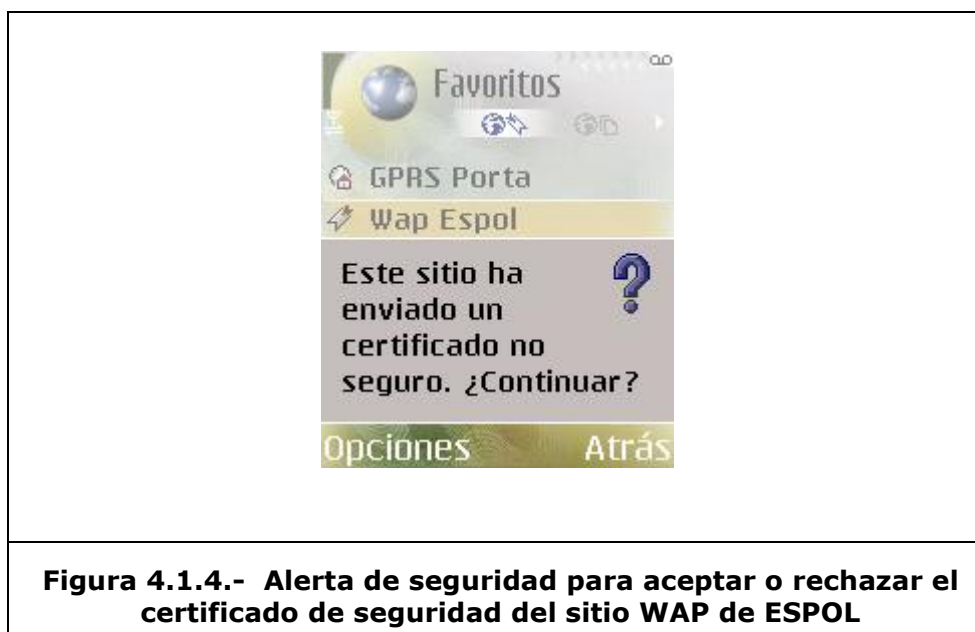 Favoritos
GPRS Porta
Wap Espol
Este sitio ha
enviado un
certificado no
seguro. ¿Continuar?
Opciones Atrás
Figura 4.1.4.- Alerta de seguridad para aceptar o rechazar el
certificado de seguridad del sitio WAP de ESPOL